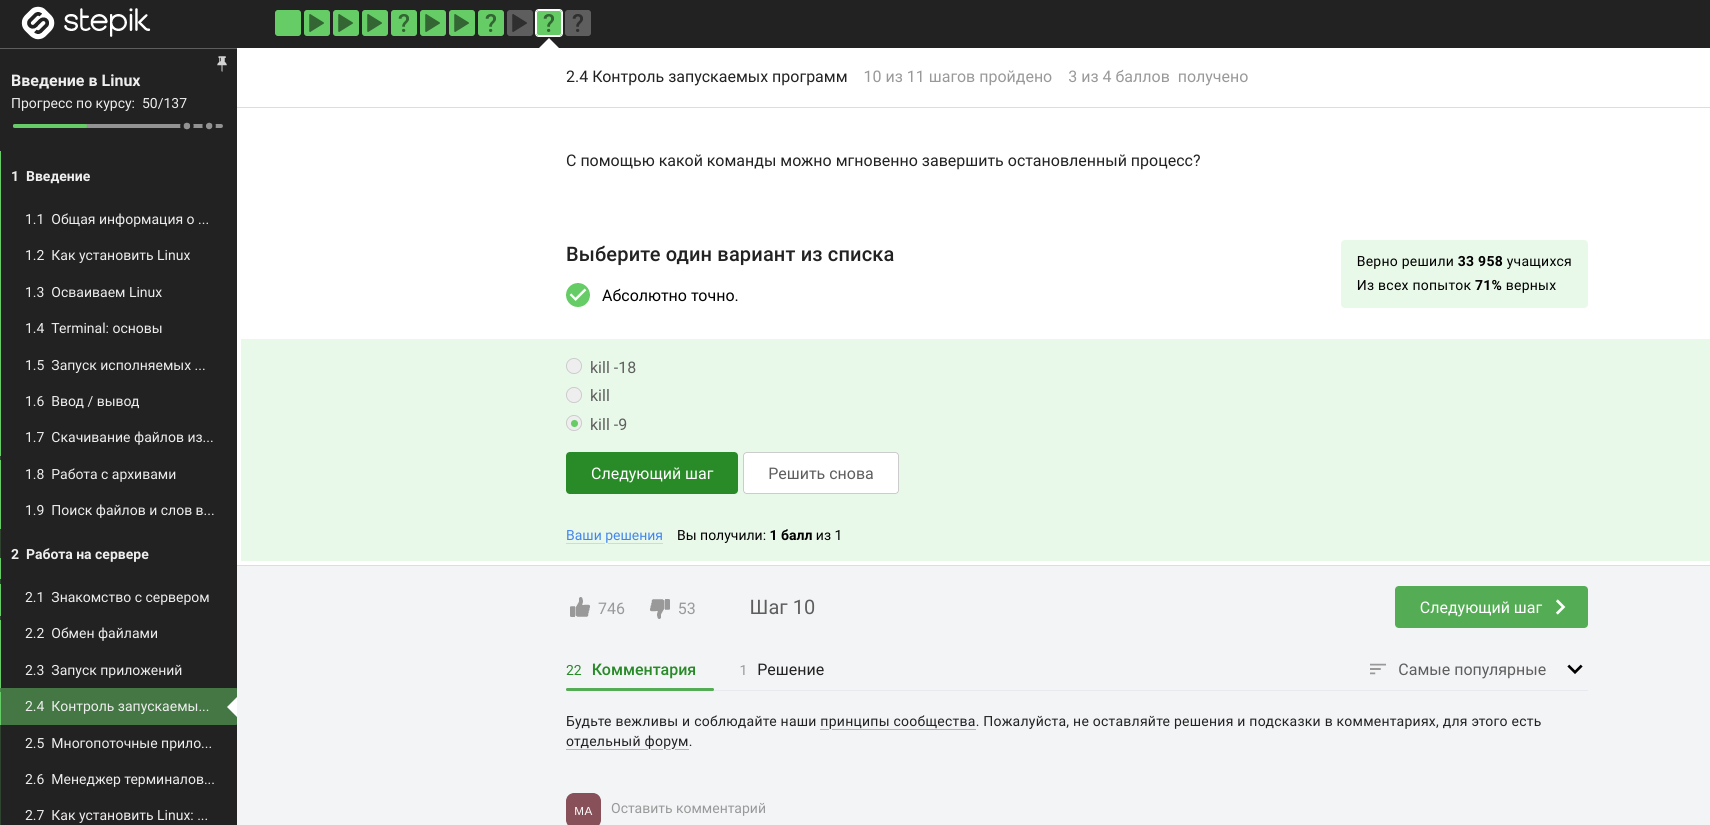 stepik
? ? ? ?
Введение в Linux
Прогресс по курсу: 50/137
1 Введение
1.1 Общая информация о ...
1.2 Как установить Linux
1.3 Осваиваем Linux
1.4 Terminal: основы
1.5 Запуск исполняемых ...
1.6 Ввод / вывод
1.7 Скачивание файлов из...
1.8 Работа с архивами
1.9 Поиск файлов и слов в...
2 Работа на сервере
2.1 Знакомство с сервером
2.2 Обмен файлами
2.3 Запуск приложений
2.4 Контроль запускаемы...
2.5 Многопоточные прило...
2.6 Менеджер терминалов...
2.7 Как установить Linux: ...
2.4 Контроль запускаемых программ 10 из 11 шагов пройдено 3 из 4 баллов получено
С помощью какой команды можно мгновенно завершить остановленный процесс?
Выберите один вариант из списка
Абсолютно точно.
Верно решили 33 958 учащихся
Из всех попыток 71% верных
kill -18
kill
kill -9
Следующий шаг Решить снова
Ваши решения Вы получили: 1 балл из 1
746 53 Шаг 10 Следующий шаг
22 Комментария 1 Решение Самые популярные
Будьте вежливы и соблюдайте наши принципы сообщества. Пожалуйста, не оставляйте решения и подсказки в комментариях, для этого есть
отдельный форум.
MA Оставить комментарий